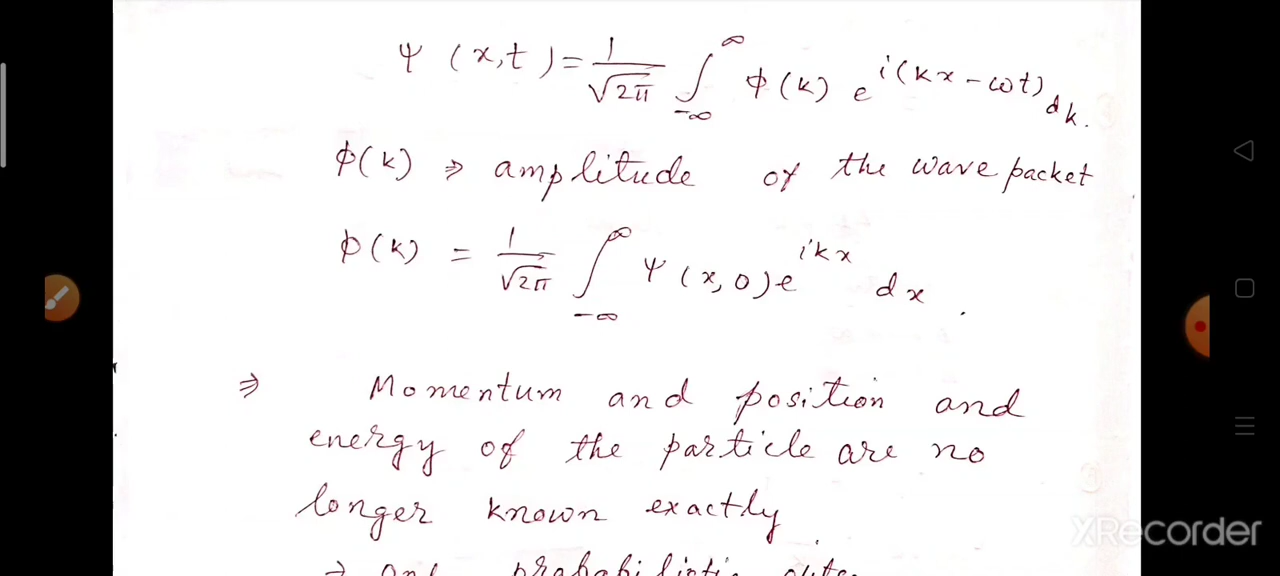 Ψ (x,t) = 1/√2π ∫_{-∞}^{∞} ϕ(k) e^{i(kx-ωt)} dk.
ϕ(k) ⇒ amplitude of the wave packet
ϕ(k) = 1/√2π ∫_{-∞}^{∞} Ψ(x,0) e^{ikx} dx .
⇒ Momentum and position and
energy of the particle are no
longer known exactly.
XRecorder